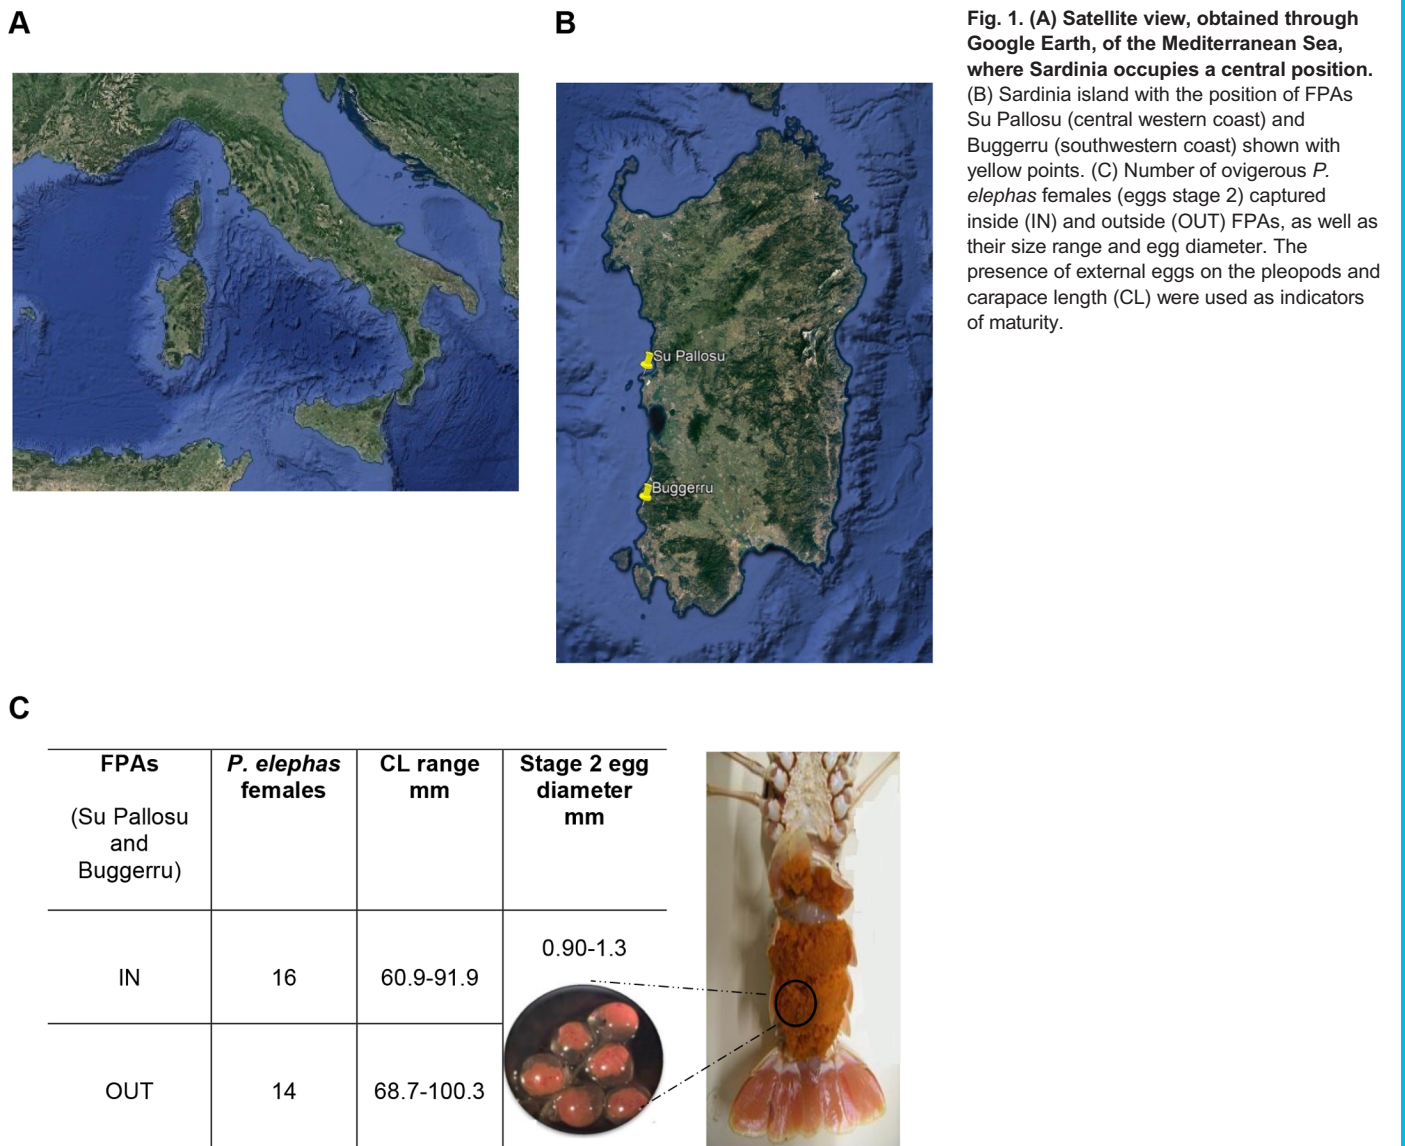 A
B
Fig. 1. (A) Satellite view, obtained through
Google Earth, of the Mediterranean Sea,
where Sardinia occupies a central position.
(B) Sardinia island with the position of FPAs
Su Pallosu (central western coast) and
Buggerru (southwestern coast) shown with
yellow points. (C) Number of ovigerous P.
elephas females (eggs stage 2) captured
inside (IN) and outside (OUT) FPAs, as well as
their size range and egg diameter. The
presence of external eggs on the pleopods and
carapace length (CL) were used as indicators
of maturity.
Su Pallosu
Buggerru
C
FPAs
(Su Pallosu
and
Buggerru)
P. elephas
females
CL range
mm
Stage 2 egg
diameter
mm
IN
16
60.9-91.9
0.90-1.3
OUT
14
68.7-100.3